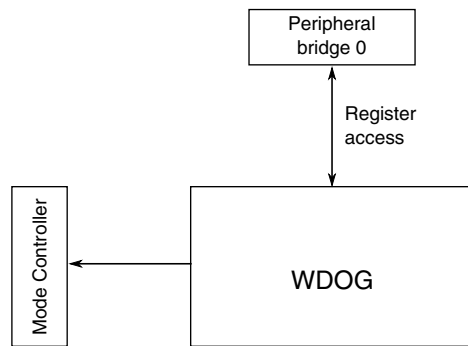 Peripheral
bridge 0
Register
access
Mode Controller
WDOG